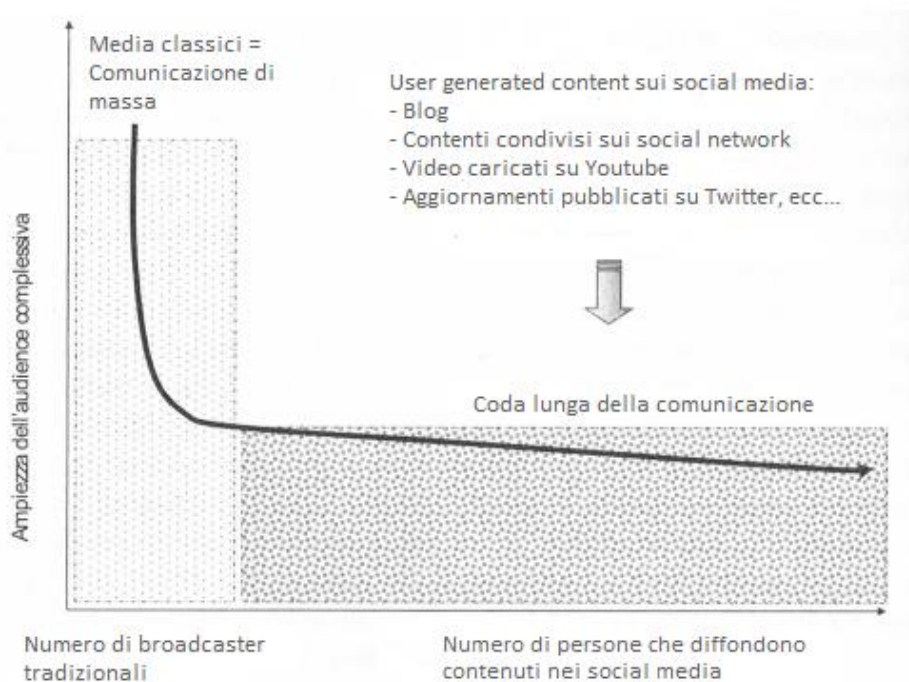 Media classici =
Comunicazione di
massa
User generated content sui social media:
- Blog
- Contenti condivisi sui social network
- Video caricati su Youtube
- Aggiornamenti pubblicati su Twitter, ecc...
Ampiezza dell'audience complessiva
Coda lunga della comunicazione
Numero di broadcaster
tradizionali
Numero di persone che diffondono
contenuti nei social media